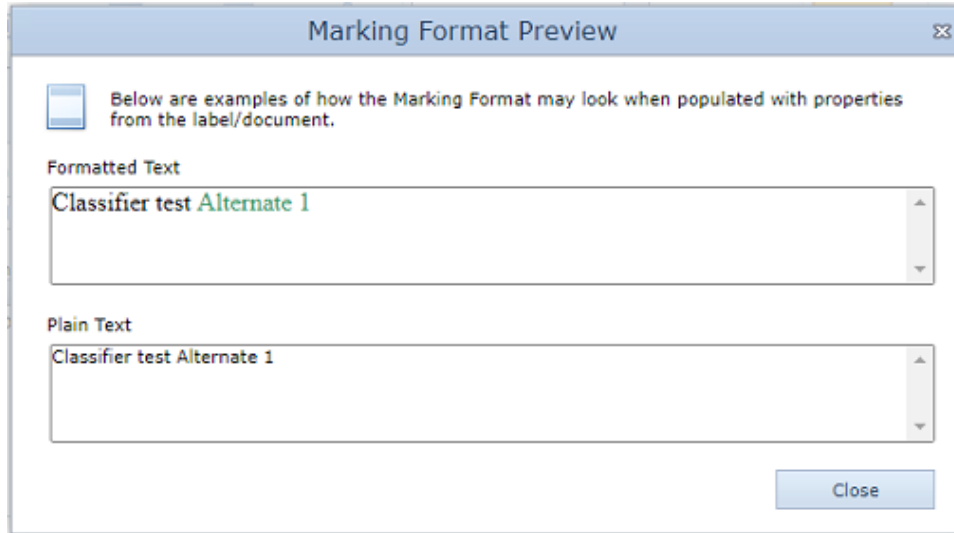 Marking Format Preview
Below are examples of how the Marking Format may look when populated with properties
from the label/document.
Formatted Text
Classifier test Alternate 1
Plain Text
Classifier test Alternate 1
Close